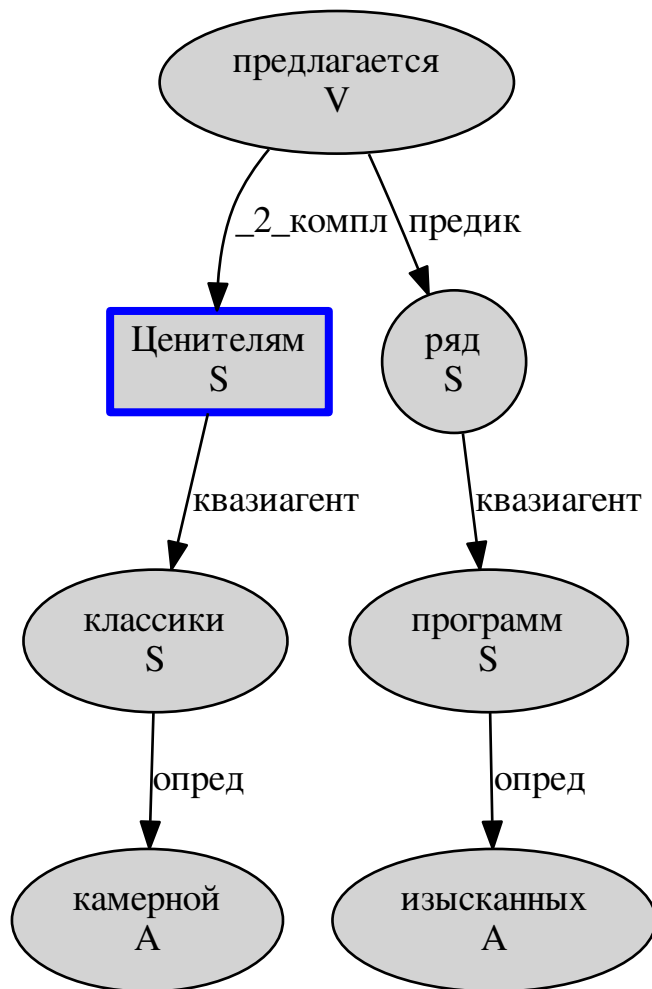 предлагается
V
_2_компл
предик
Ценителям
S
ряд
S
квазиагент
квазиагент
классики
S
программ
S
опред
опред
камерной
A
изысканных
A